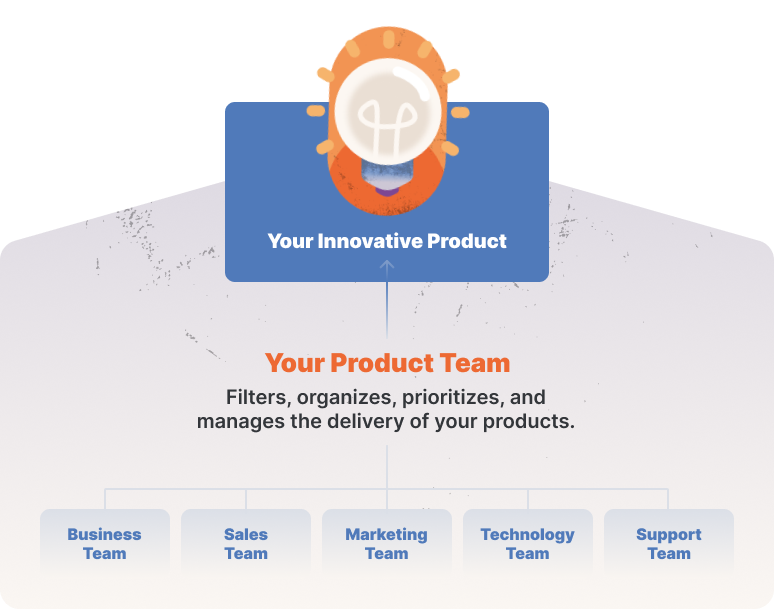 Your Innovative Product
Your Product Team
Filters, organizes, prioritizes, and
manages the delivery of your products.
Business
Team
Sales
Team
Marketing
Team
Technology
Team
Support
Team